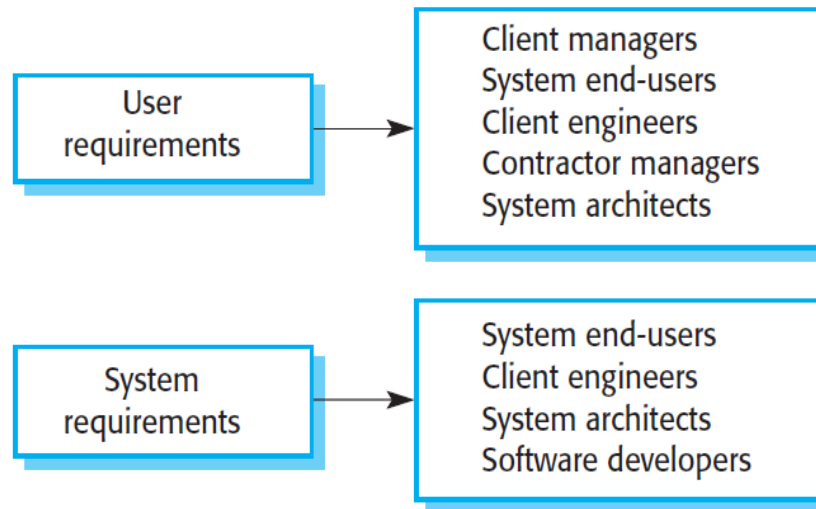 User
requirements
Client managers
System end-users
Client engineers
Contractor managers
System architects
System
requirements
System end-users
Client engineers
System architects
Software developers